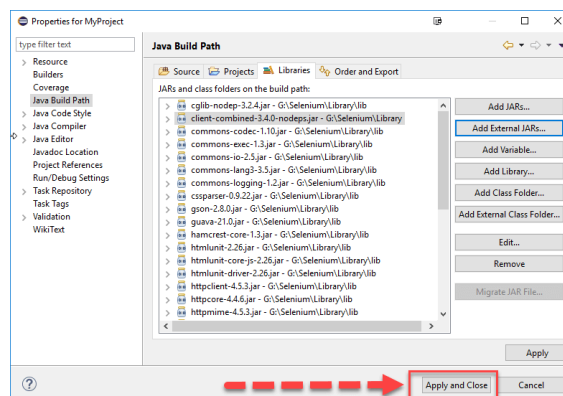 Properties for MyProject
type filter text
Resource
Builders
Coverage
Java Build Path
Java Code Style
Java Compiler
Java Editor
Javadoc Location
Project References
Run/Debug Settings
Task Repository
Task Tags
Validation
WikiText
Java Build Path
Source
Projects
Libraries
Order and Export
JARs and class folders on the build path:
cglib-nodep-3.2.4.jar - G:\Selenium\Library\lib
client-combined-3.4.0-nodeps.jar - G:\Selenium\Library
commons-codec-1.10.jar - G:\Selenium\Library\lib
commons-exec-1.3.jar - G:\Selenium\Library\lib
commons-io-2.5.jar - G:\Selenium\Library\lib
commons-lang3-3.5.jar - G:\Selenium\Library\lib
commons-logging-1.2.jar - G:\Selenium\Library\lib
cssparser-0.9.22.jar - G:\Selenium\Library\lib
gson-2.8.0.jar - G:\Selenium\Library\lib
guava-21.0.jar - G:\Selenium\Library\lib
hamcrest-core-1.3.jar - G:\Selenium\Library\lib
htmlunit-2.26.jar - G:\Selenium\Library\lib
htmlunit-core-js-2.26.jar - G:\Selenium\Library\lib
htmlunit-driver-2.26.jar - G:\Selenium\Library\lib
httpclient-4.5.3.jar - G:\Selenium\Library\lib
httpcore-4.4.6.jar - G:\Selenium\Library\lib
httpmime-4.5.3.jar - G:\Selenium\Library\lib
Add JARs...
Add External JARs...
Add Variable...
Add Library...
Add Class Folder...
Add External Class Folder...
Edit...
Remove
Migrate JAR File...
Apply
Apply and Close
Cancel